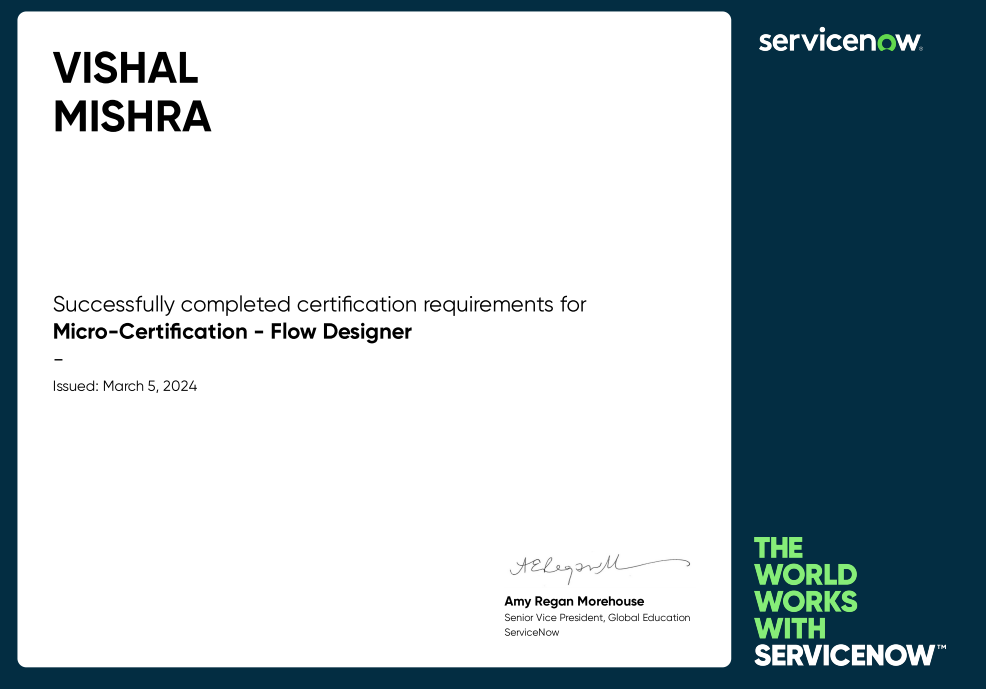 VISHAL
MISHRA
Successfully completed certification requirements for
Micro-Certification - Flow Designer
–
Issued: March 5, 2024
Amy Regan Morehouse
Senior Vice President, Global Education
ServiceNow
servicenow®
THE
WORLD
WORKS
WITH
SERVICENOW™